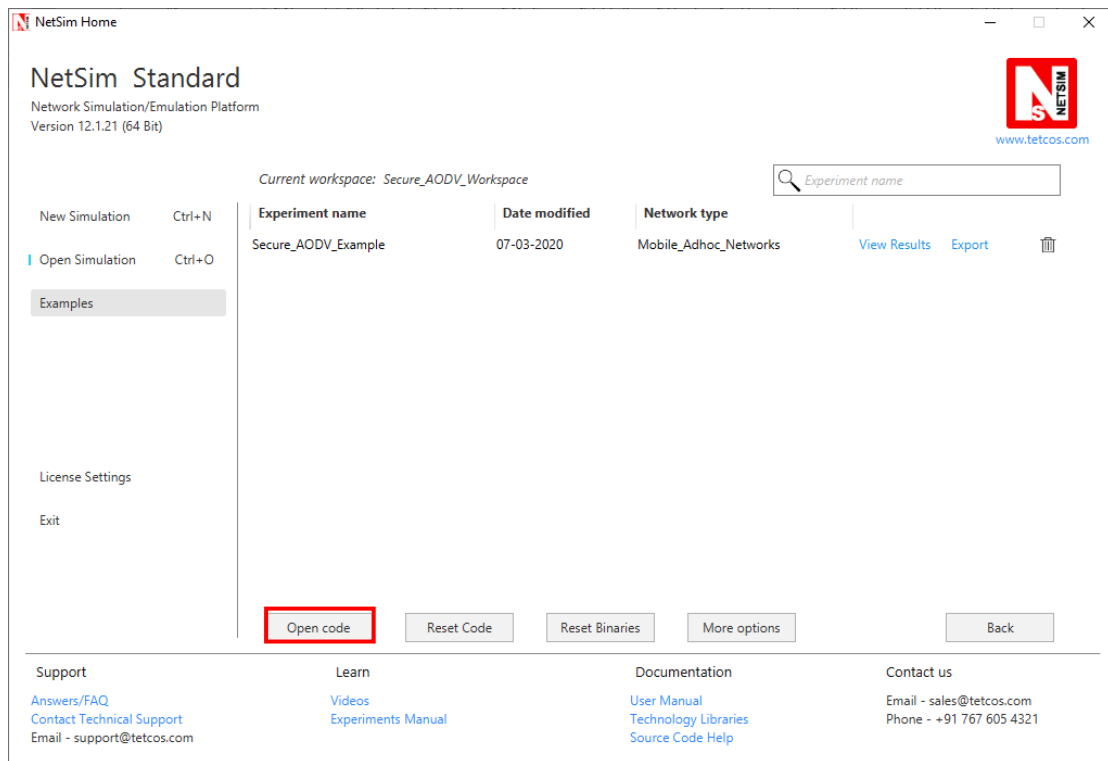 NetSim Home
NetSim Standard
Network Simulation/Emulation Platform
Version 12.1.21 (64 Bit)
NETSIM
NS
www.tetcos.com
Current workspace: Secure_AODV_Workspace
Experiment name
New Simulation Ctrl+N
Open Simulation Ctrl+O
Examples
License Settings
Exit
Experiment name Date modified Network type
Secure_AODV_Example 07-03-2020 Mobile_Adhoc_Networks View Results Export
Open code Reset Code Reset Binaries More options Back
Support
Answers/FAQ
Contact Technical Support
Email - support@tetcos.com
Learn
Videos
Experiments Manual
Documentation
User Manual
Technology Libraries
Source Code Help
Contact us
Email - sales@tetcos.com
Phone - +91 767 605 4321